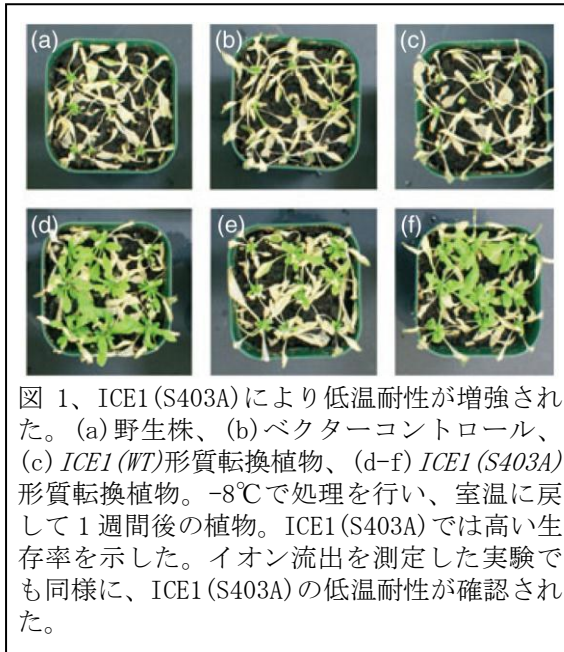 (a) (b) (c)
(d) (e) (f)
図 1、ICE1(S403A)により低温耐性が増強され
た。(a)野生株、(b)ベクターコントロール、
(c) ICE1(WT)形質転換植物、(d-f) ICE1(S403A)
形質転換植物。-8℃で処理を行い、室温に戻
して 1 週間後の植物。ICE1(S403A)では高い生
存率を示した。イオン流出を測定した実験で
も同様に、ICE1(S403A)の低温耐性が確認され
た。